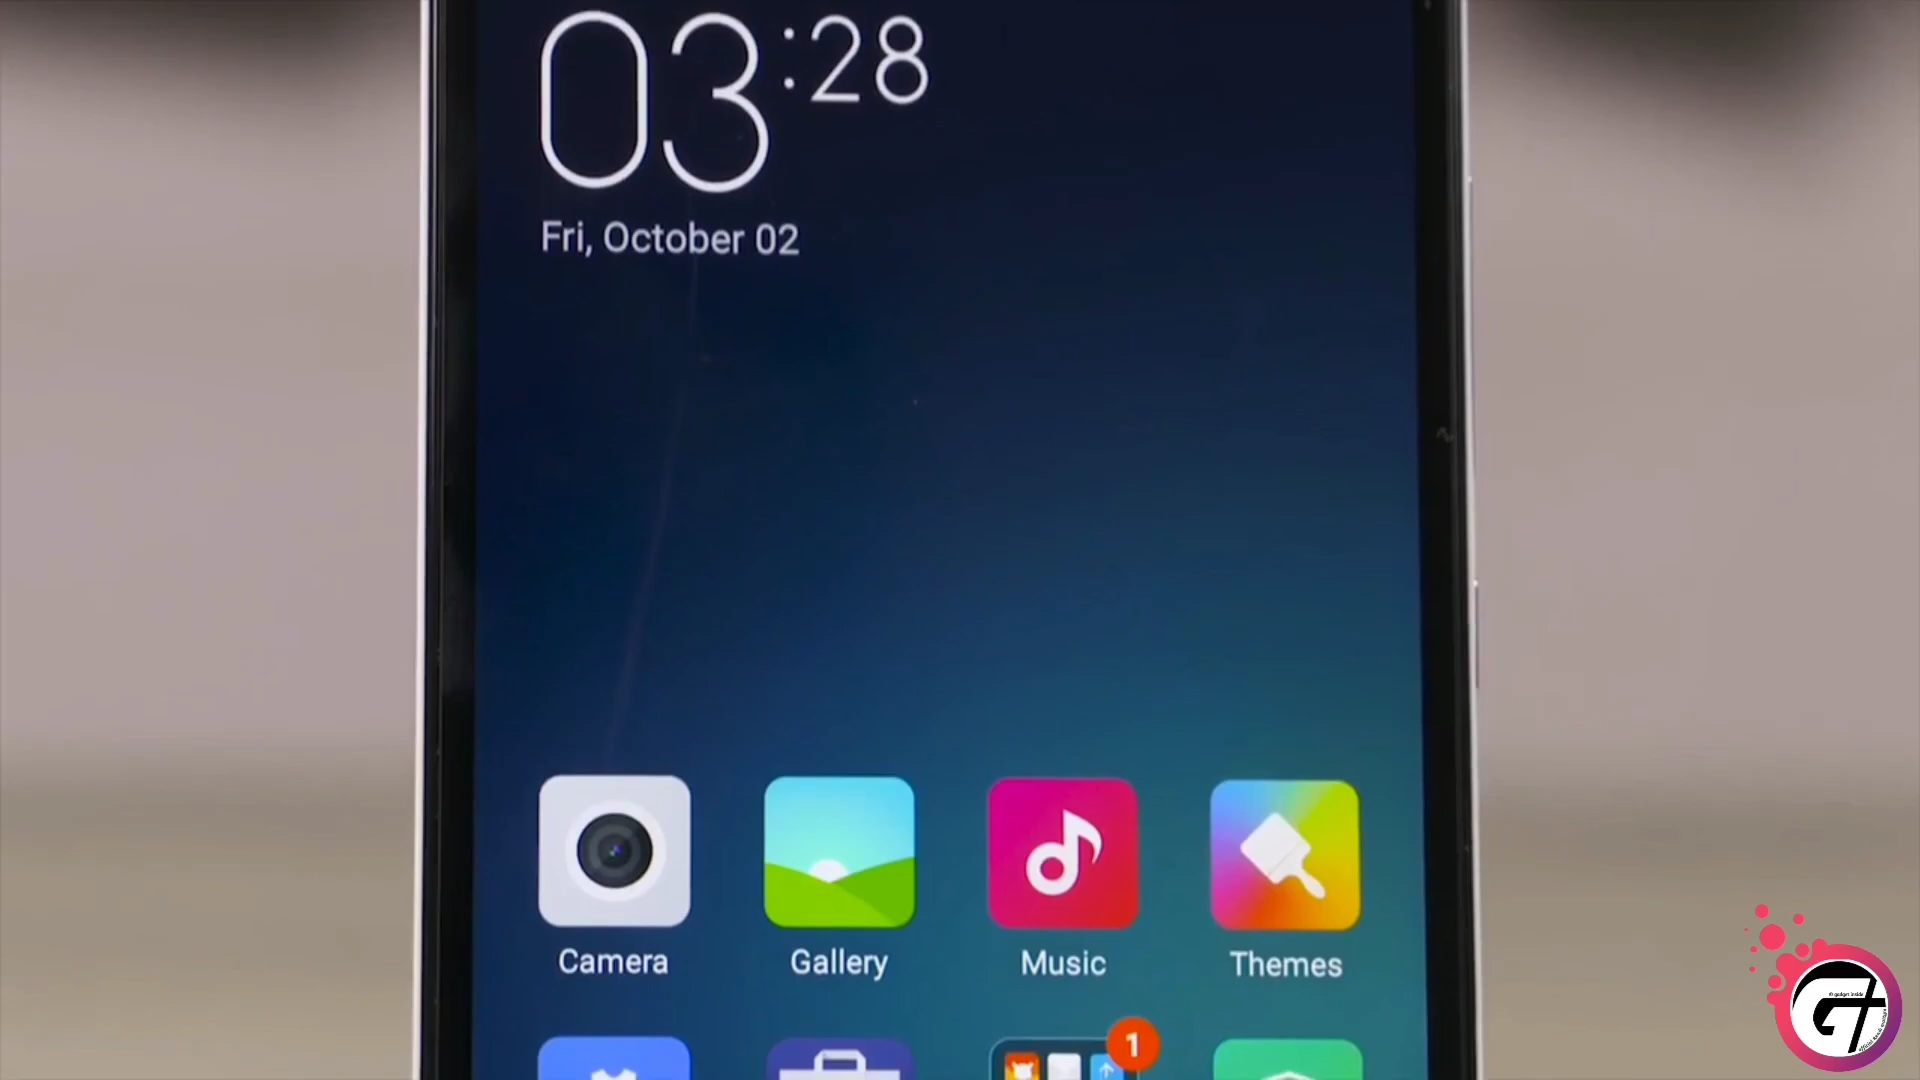 03:28
Fri, October 02
Camera
Gallery
Music
Themes
1